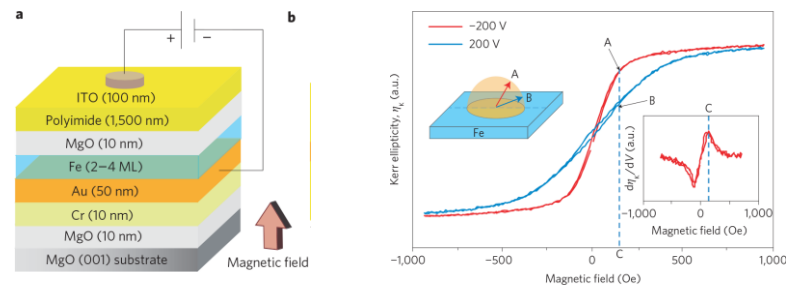 a
+
−
ITO (100 nm)
Polyimide (1,500 nm)
MgO (10 nm)
Fe (2–4 ML)
Au (50 nm)
Cr (10 nm)
MgO (10 nm)
MgO (001) substrate
Magnetic field
b
Kerr ellipticity, ηK (a.u.)
−200 V
200 V
A
B
Fe
A
B
C
dηK/dV (a.u.)
−1,000
0
1,000
Magnetic field (Oe)
−1,000
−500
0
C
500
1,000
Magnetic field (Oe)